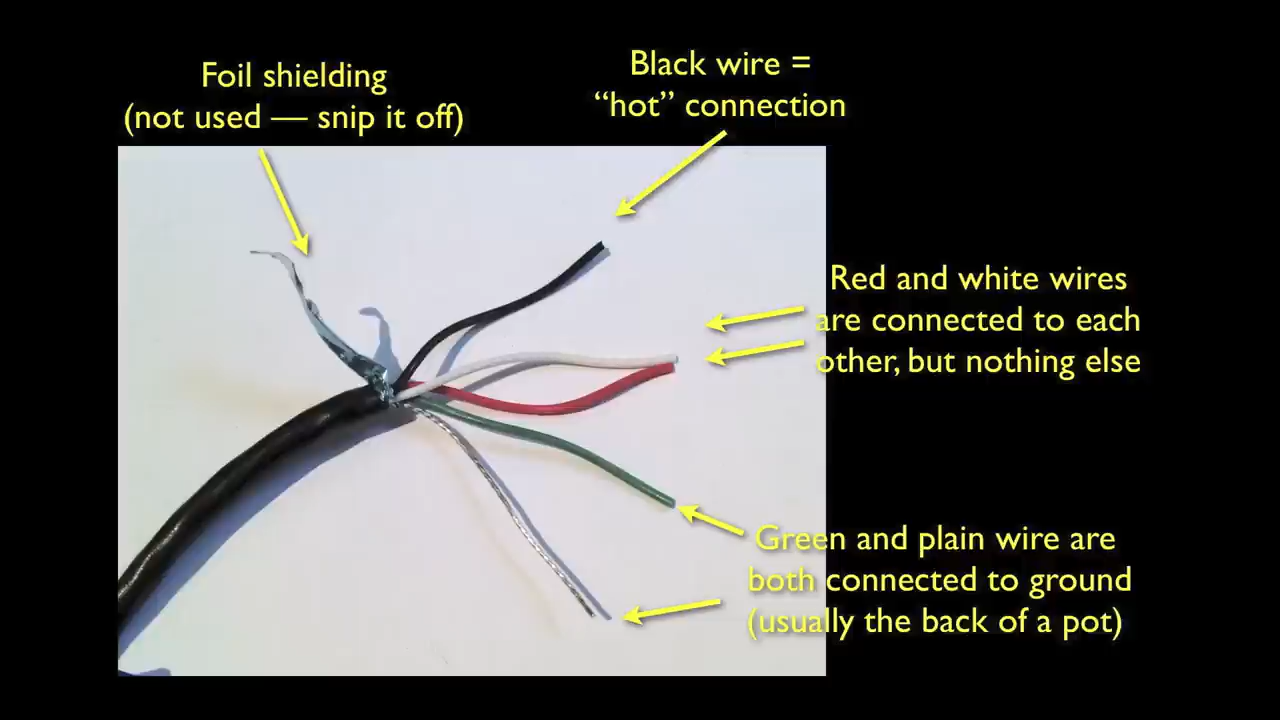 Foil shielding
(not used — snip it off)
Black wire =
“hot” connection
Red and white wires
are connected to each
other, but nothing else
Green and plain wire are
both connected to ground
(usually the back of a pot)